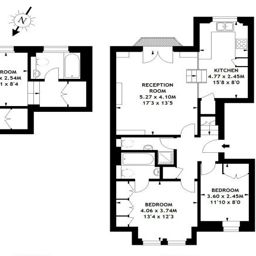 N
ROOM
x 2.54M
x 8'4
RECEPTION
ROOM
5.27 x 4.10M
17'3 x 13'5
KITCHEN
4.77 x 2.45M
15'8 x 8'0
BEDROOM
4.06 x 3.74M
13'4 x 12'3
BEDROOM
3.60 x 2.45M
11'10 x 8'0